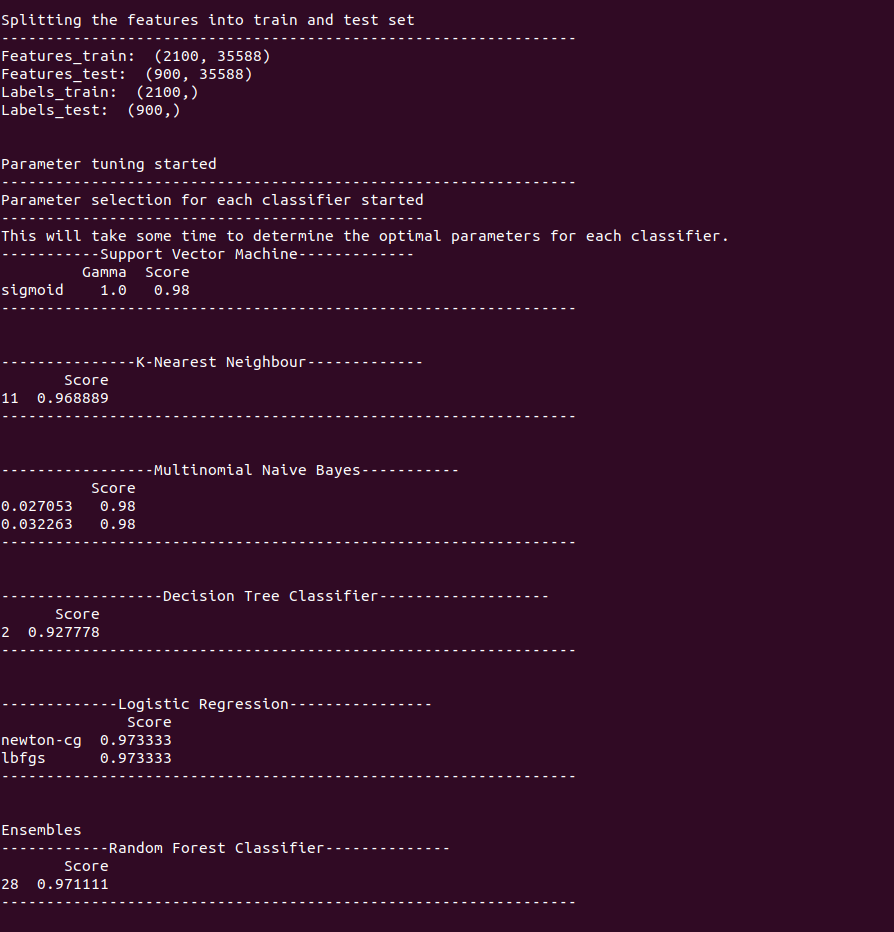 Splitting the features into train and test set
----------------------------------------------------------------
Features_train:  (2100, 35588)
Features_test:  (900, 35588)
Labels_train:  (2100,)
Labels_test:  (900,)
Parameter tuning started
----------------------------------------------------------------
Parameter selection for each classifier started
-----------------------------------------------
This will take some time to determine the optimal parameters for each classifier.
-----------Support Vector Machine-------------
         Gamma  Score
sigmoid    1.0   0.98
----------------------------------------------------------------
---------------K-Nearest Neighbour-------------
       Score
11  0.968889
----------------------------------------------------------------
-----------------Multinomial Naive Bayes-----------
          Score
0.027053   0.98
0.032263   0.98
----------------------------------------------------------------
------------------Decision Tree Classifier-------------------
      Score
2  0.927778
----------------------------------------------------------------
-------------Logistic Regression----------------
              Score
newton-cg  0.973333
lbfgs      0.973333
----------------------------------------------------------------
Ensembles
------------Random Forest Classifier--------------
       Score
28  0.971111
----------------------------------------------------------------